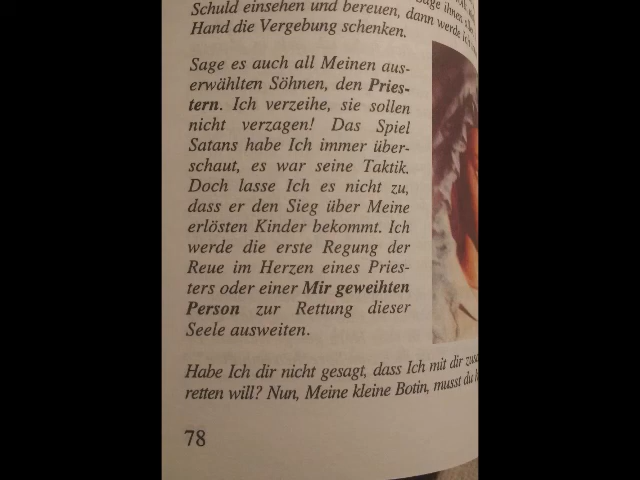 Schuld einsehen und bereuen, dann werde ich
Hand die Vergebung schenken.
Sage es auch all Meinen aus-
erwählten Söhnen, den Pries-
tern. Ich verzeihe, sie sollen
nicht verzagen! Das Spiel
Satans habe Ich immer über-
schaut, es war seine Taktik.
Doch lasse Ich es nicht zu,
dass er den Sieg über Meine
erlösten Kinder bekommt. Ich
werde die erste Regung der
Reue im Herzen eines Pries-
ters oder einer Mir geweihten
Person zur Rettung dieser
Seele ausweiten.
Habe Ich dir nicht gesagt, dass Ich mit dir
retten will? Nun, Meine kleine Botin, musst du
78